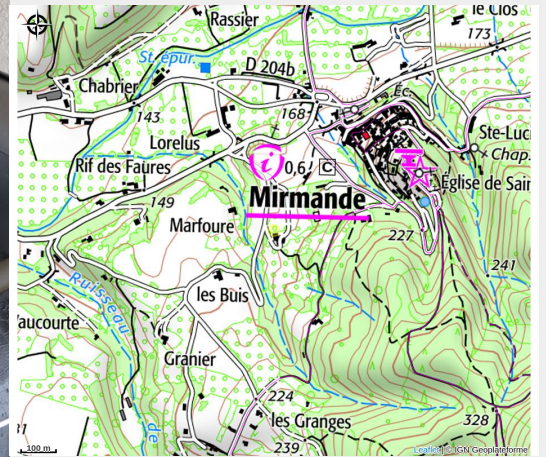 Rassier
le Clos
173
St. épur.
D 204b
Chabrier
143
168
Éc.
Lorelus
Ste-Luc
Chap.
Rif des Faures
i
0,6
C
Église de Sai
Mirmande
149
Marfoure
227
241
Ruisseau
les Buis
aucourte
Granier
224
de
les Granges
328
239
100 m
Leaflet | © IGN Geoplateforme